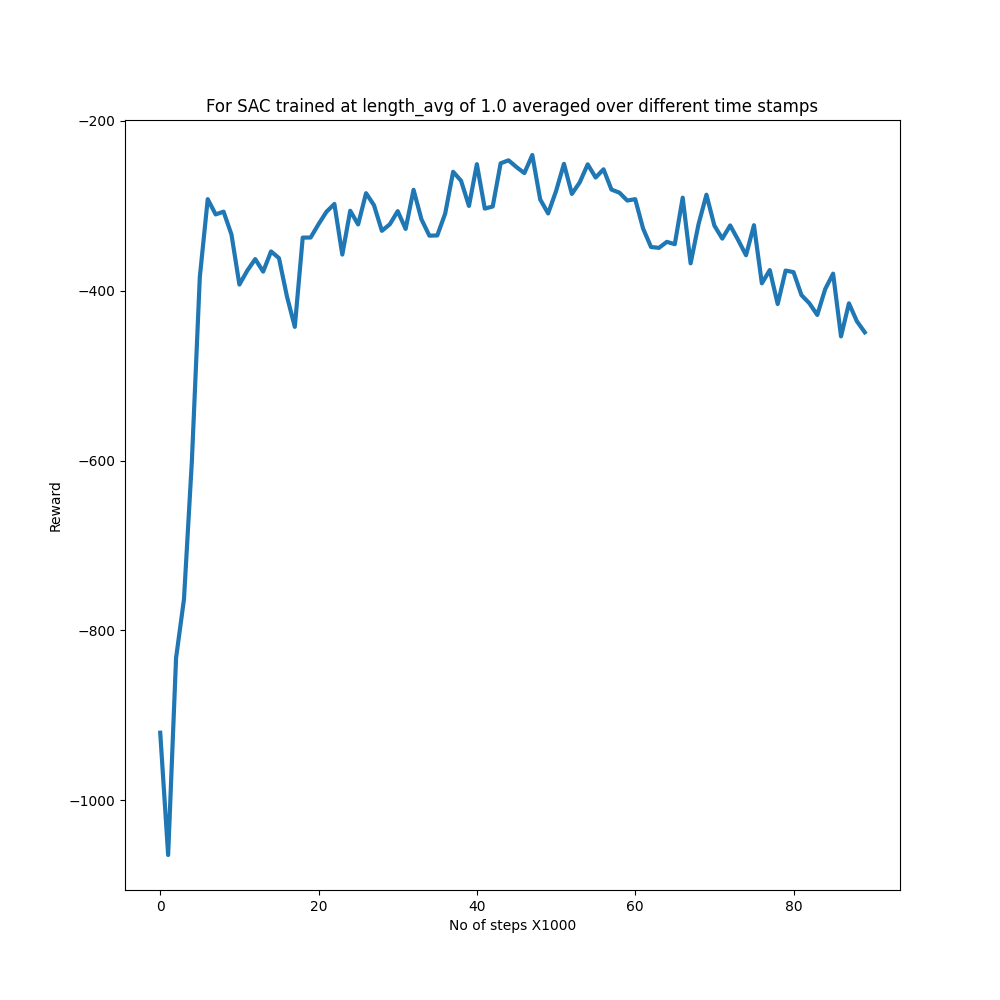 For SAC trained at length_avg of 1.0 averaged over different time stamps
−200
−400
−600
−800
−1000
Reward
0 20 40 60 80
No of steps X1000